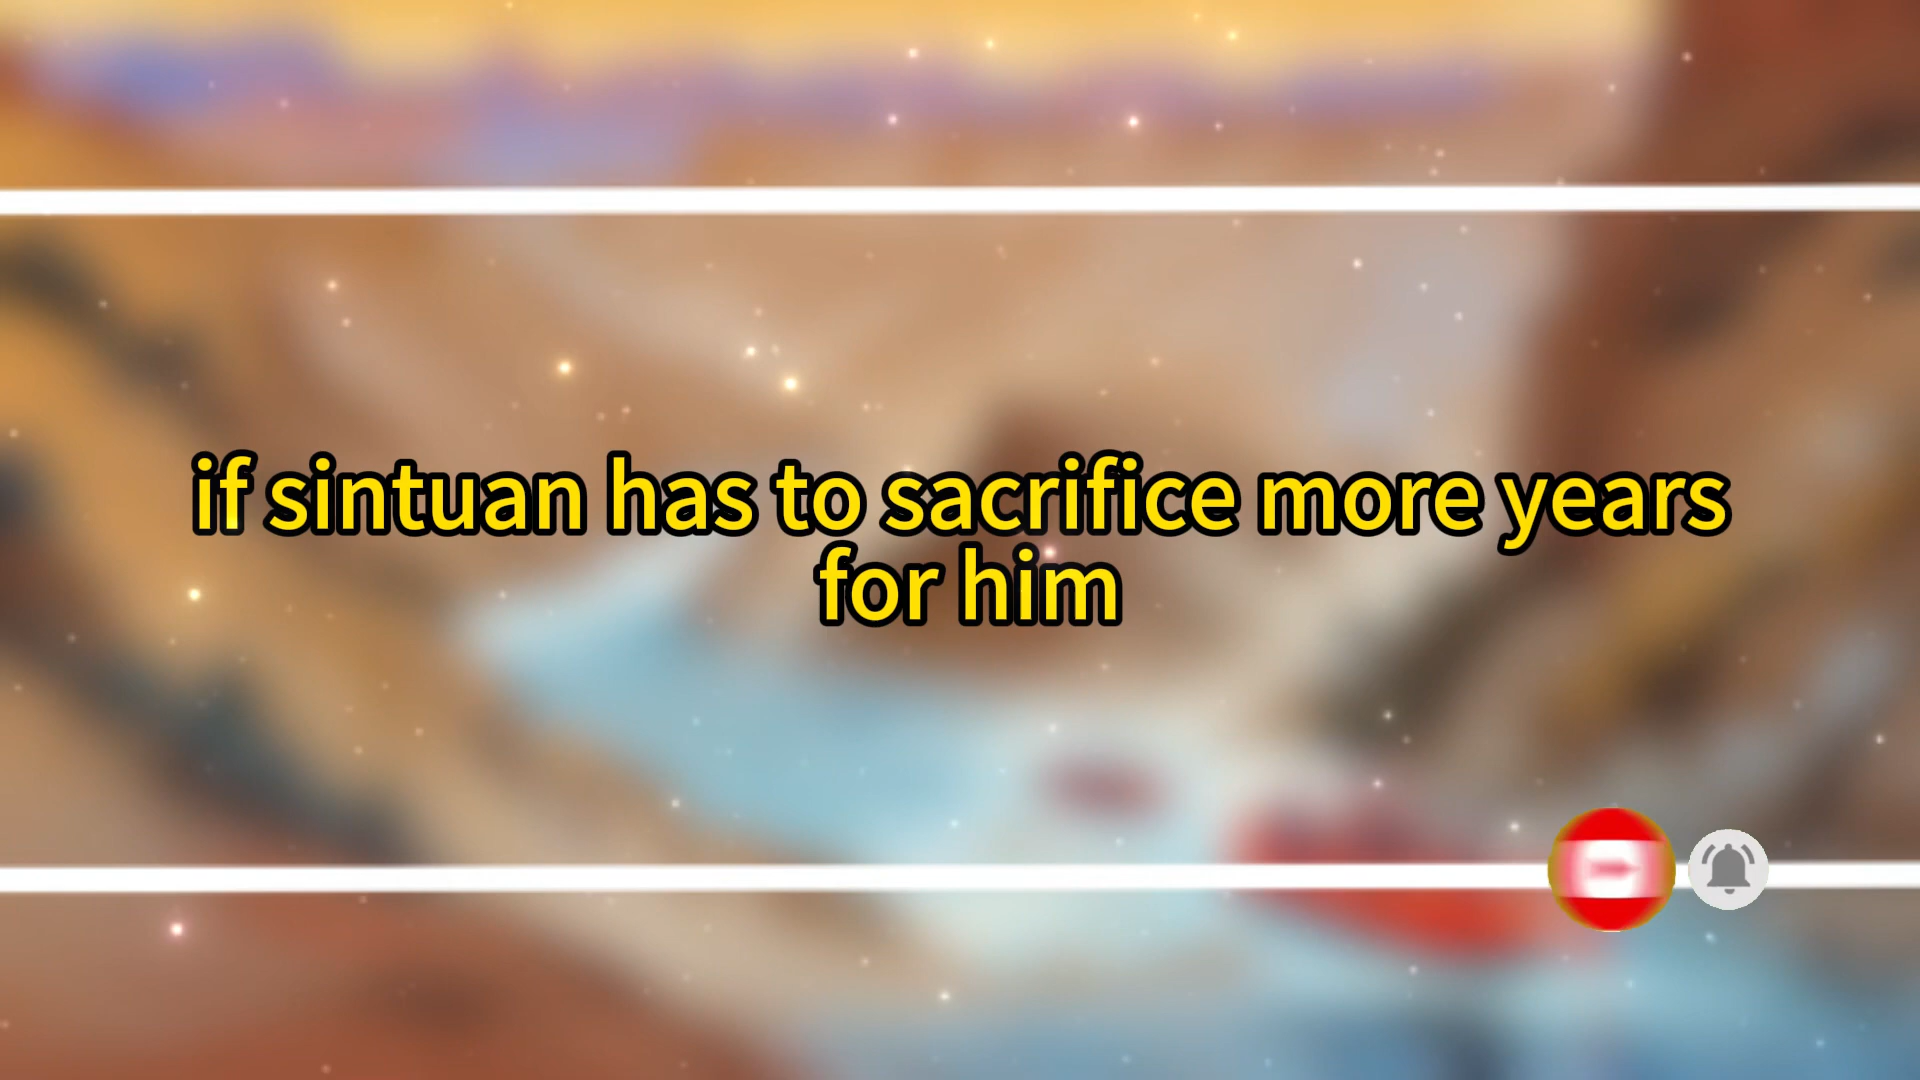 if sintuan has to sacrifice more years
for him